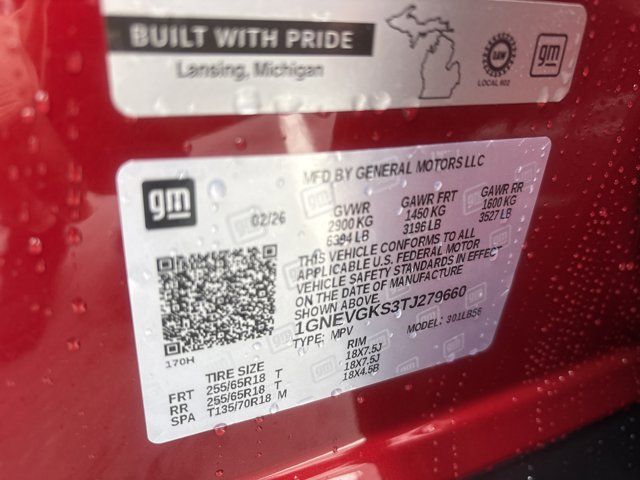 BUILT WITH PRIDE
Lansing, Michigan
UAW
LOCAL 602
gm
MFD BY GENERAL MOTORS LLC
gm
02/26
GVWR GAWR FRT GAWR RR
2900 KG 1450 KG 1600 KG
6394 LB 3196 LB 3527 LB
THIS VEHICLE CONFORMS TO ALL
APPLICABLE U.S. FEDERAL MOTOR
VEHICLE SAFETY STANDARDS IN EFFECT
ON THE DATE OF MANUFACTURE
SHOWN ABOVE.
1GNEVGKS3TJ279660
TYPE: MPV MODEL: 301LB56
170H
TIRE SIZE RIM
FRT 255/65R18 T 18X7.5J
RR 255/65R18 T 18X7.5J
SPA T135/70R18 M 18X4.5B